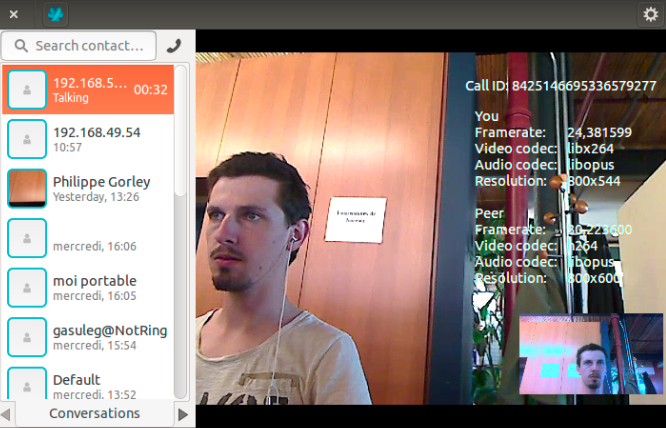 Search contact...
192.168.5... 00:32
Talking
192.168.49.54
10:57
Philippe Gorley
Yesterday, 13:26
mercredi, 16:06
moi portable
mercredi, 16:05
gasuleg@NotRing
mercredi, 15:54
Default
mercredi, 13:52
Conversations
Call ID: 8425146695336579277
You
Framerate: 24,381599
Video codec: libx264
Audio codec: libopus
Resolution: 800x544
Peer
Framerate: 30,223600
Video codec: h264
Audio codec: libopus
Resolution: 800x600